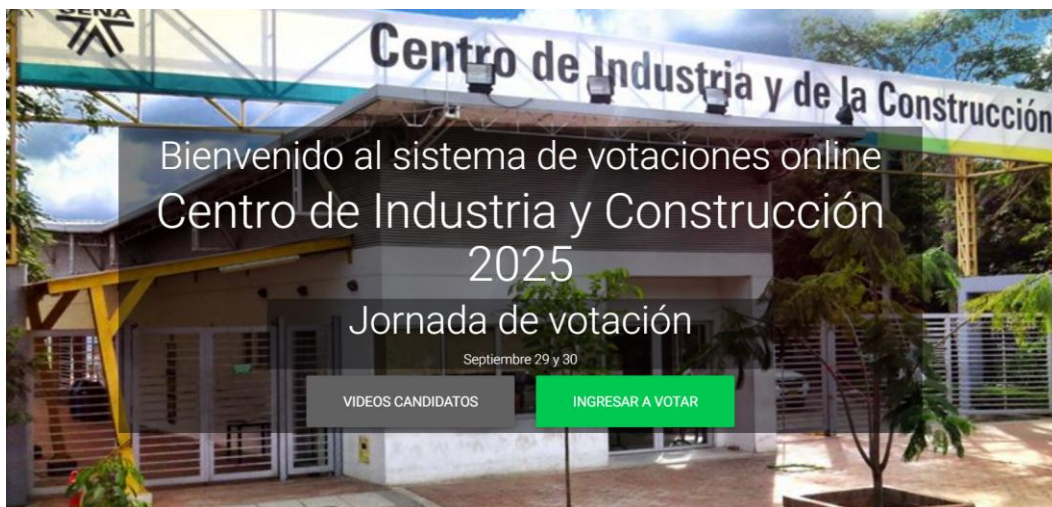 SENA
Centro de Industria y de la Construcción
Bienvenido al sistema de votaciones online
Centro de Industria y Construcción
2025
Jornada de votación
Septiembre 29 y 30
VIDEOS CANDIDATOS
INGRESAR A VOTAR